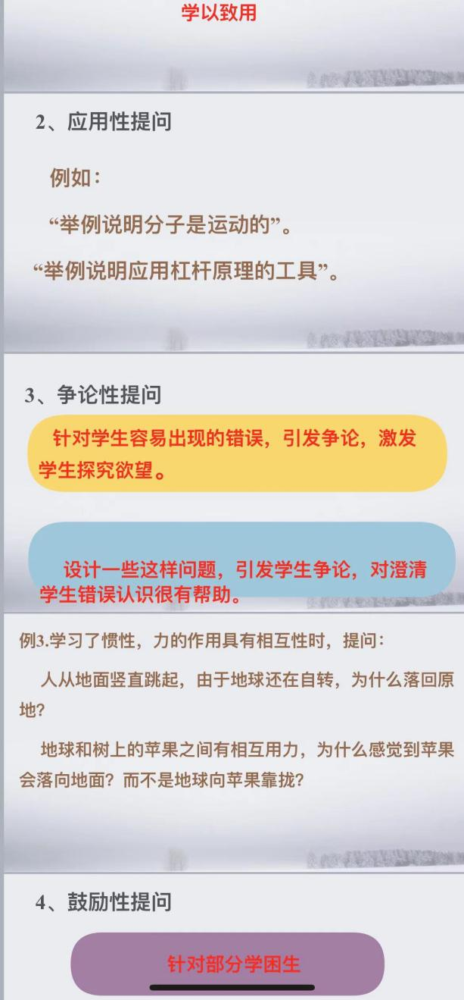 学以致用
2、应用性提问
例如：
“举例说明分子是运动的”。
“举例说明应用杠杆原理的工具”。
3、争论性提问
针对学生容易出现的错误，引发争论，激发
学生探究欲望。
设计一些这样问题，引发学生争论，对澄清
学生错误认识很有帮助。
例3.学习了惯性，力的作用具有相互性时，提问：
人从地面竖直跳起，由于地球还在自转，为什么落回原
地？
地球和树上的苹果之间有相互用力，为什么感觉到苹果
会落向地面？而不是地球向苹果靠拢？
4、鼓励性提问
针对部分学困生